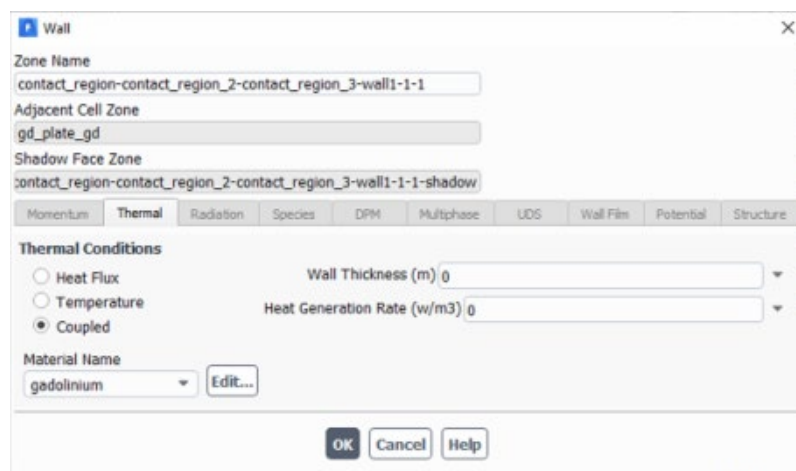 Wall
Zone Name
contact_region-contact_region_2-contact_region_3-wall1-1-1
Adjacent Cell Zone
gd_plate_gd
Shadow Face Zone
contact_region-contact_region_2-contact_region_3-wall1-1-1-shadow
Momentum Thermal Radiation Species DPM Multiphase UDS Wall Film Potential Structure
Thermal Conditions
Heat Flux
Wall Thickness (m) 0
Temperature
Heat Generation Rate (w/m3) 0
Coupled
Material Name
gadolinium Edit...
OK Cancel Help